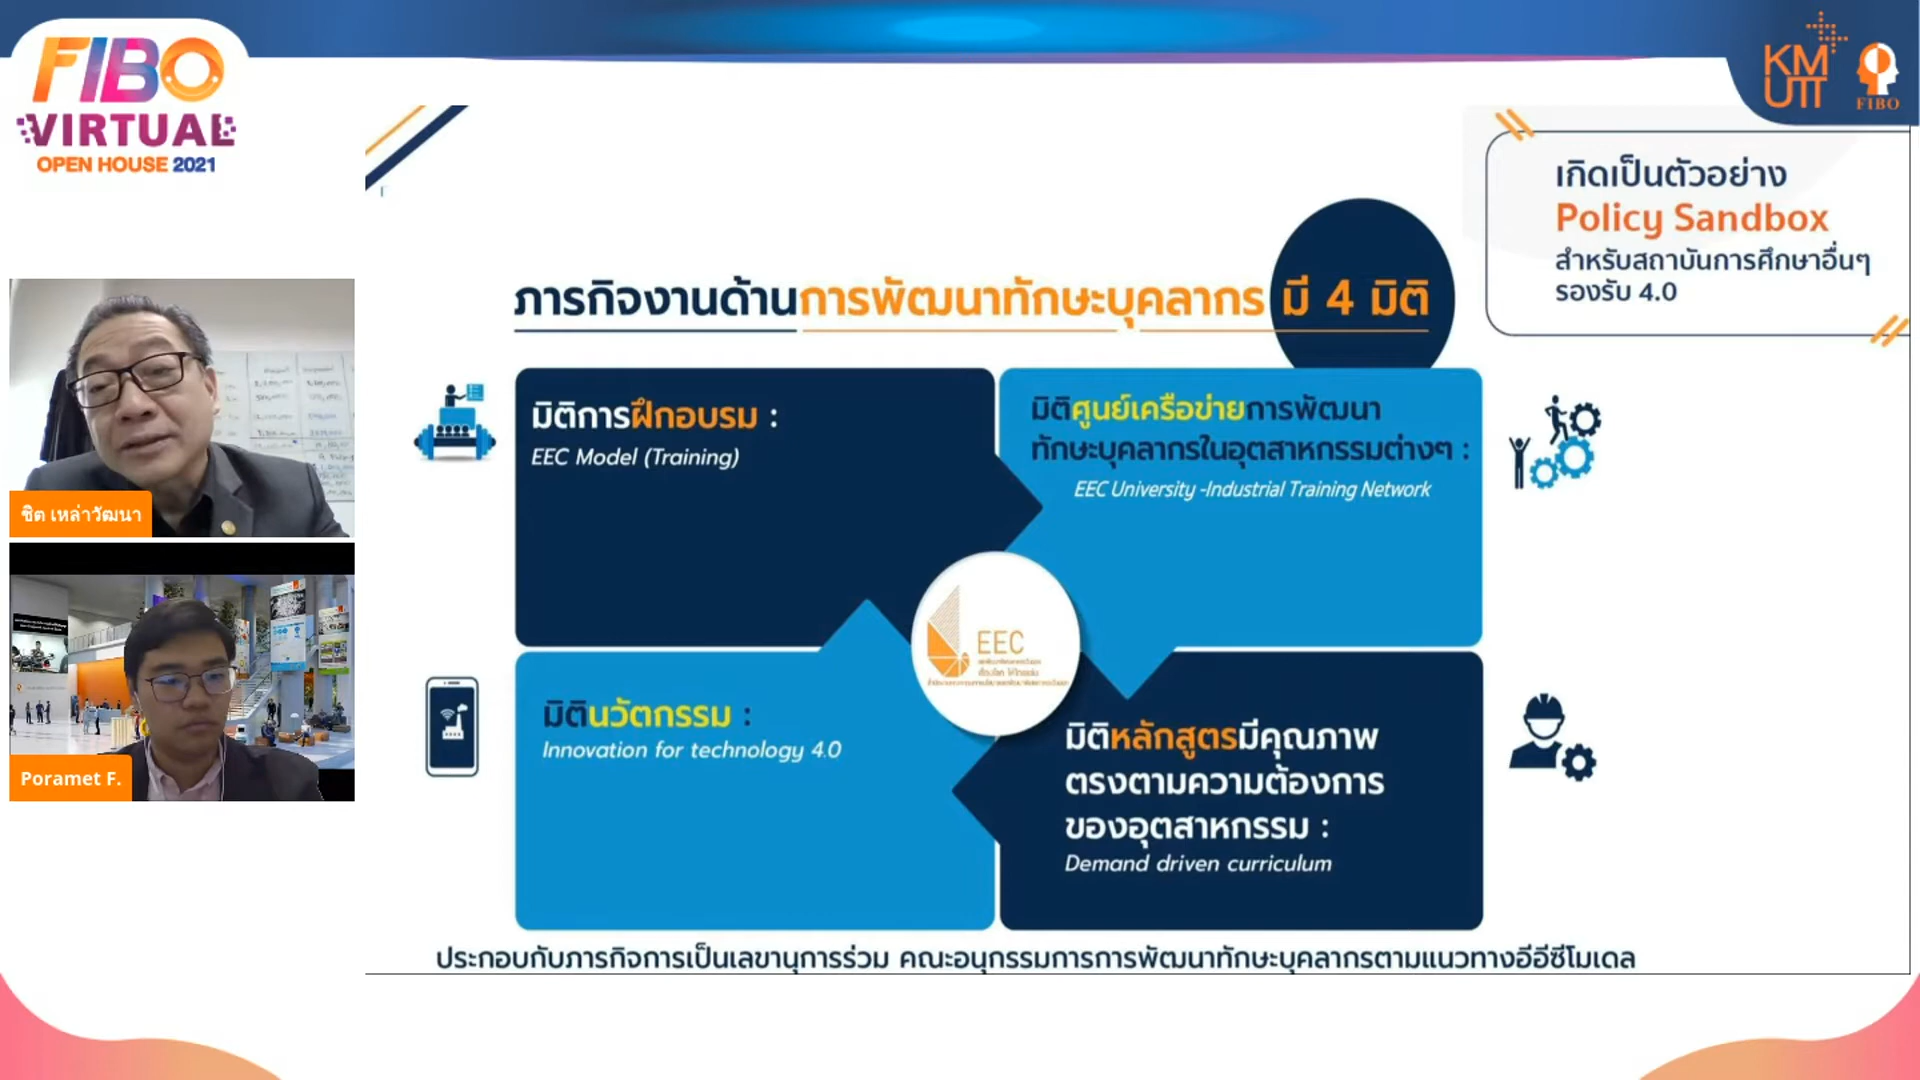 FIBO
VIRTUAL
OPEN HOUSE 2021
KM
UTT
FIBO
เกิดเป็นตัวอย่าง
Policy Sandbox
สำหรับสถาบันการศึกษาอื่นๆ
รองรับ 4.0
ภารกิจงานด้านการพัฒนาทักษะบุคลากร มี 4 มิติ
มิติการฝึกอบรม :
EEC Model (Training)
มิติศูนย์เครือข่ายการพัฒนา
ทักษะบุคลากรในอุตสาหกรรมต่างๆ :
EEC University -Industrial Training Network
ชิต เหล่าวัฒนา
EEC
มิตินวัตกรรม :
Innovation for technology 4.0
มิติหลักสูตรมีคุณภาพ
ตรงตามความต้องการ
ของอุตสาหกรรม :
Demand driven curriculum
Poramet F.
ประกอบกับภารกิจการเป็นเลขานุการร่วม คณะอนุกรรมการการพัฒนาทักษะบุคลากรตามแนวทางอีอีซีโมเดล